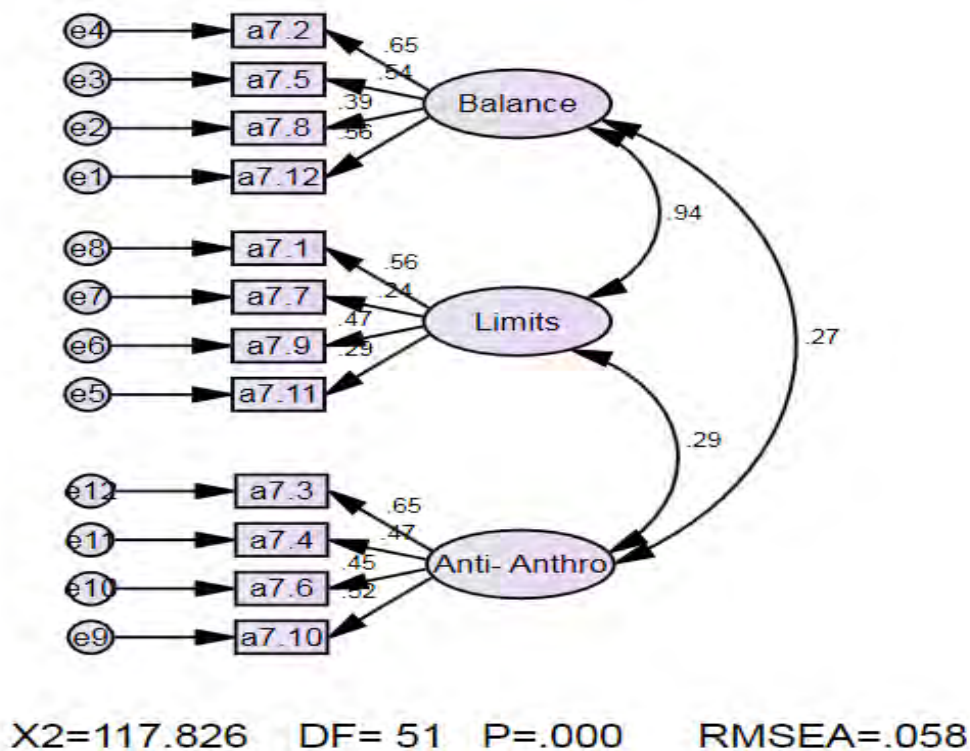 e4 a7.2 .65
e3 a7.5 .54
e2 a7.8 .39
e1 a7.12 .56
Balance
.94
e8 a7.1 .56
e7 a7.7 .24
e6 a7.9 .47
e5 a7.11 .29
Limits
.27
.29
e12 a7.3 .65
e11 a7.4 .47
e10 a7.6 .45
e9 a7.10 .52
Anti- Anthro
X2=117.826 DF= 51 P=.000 RMSEA=.058